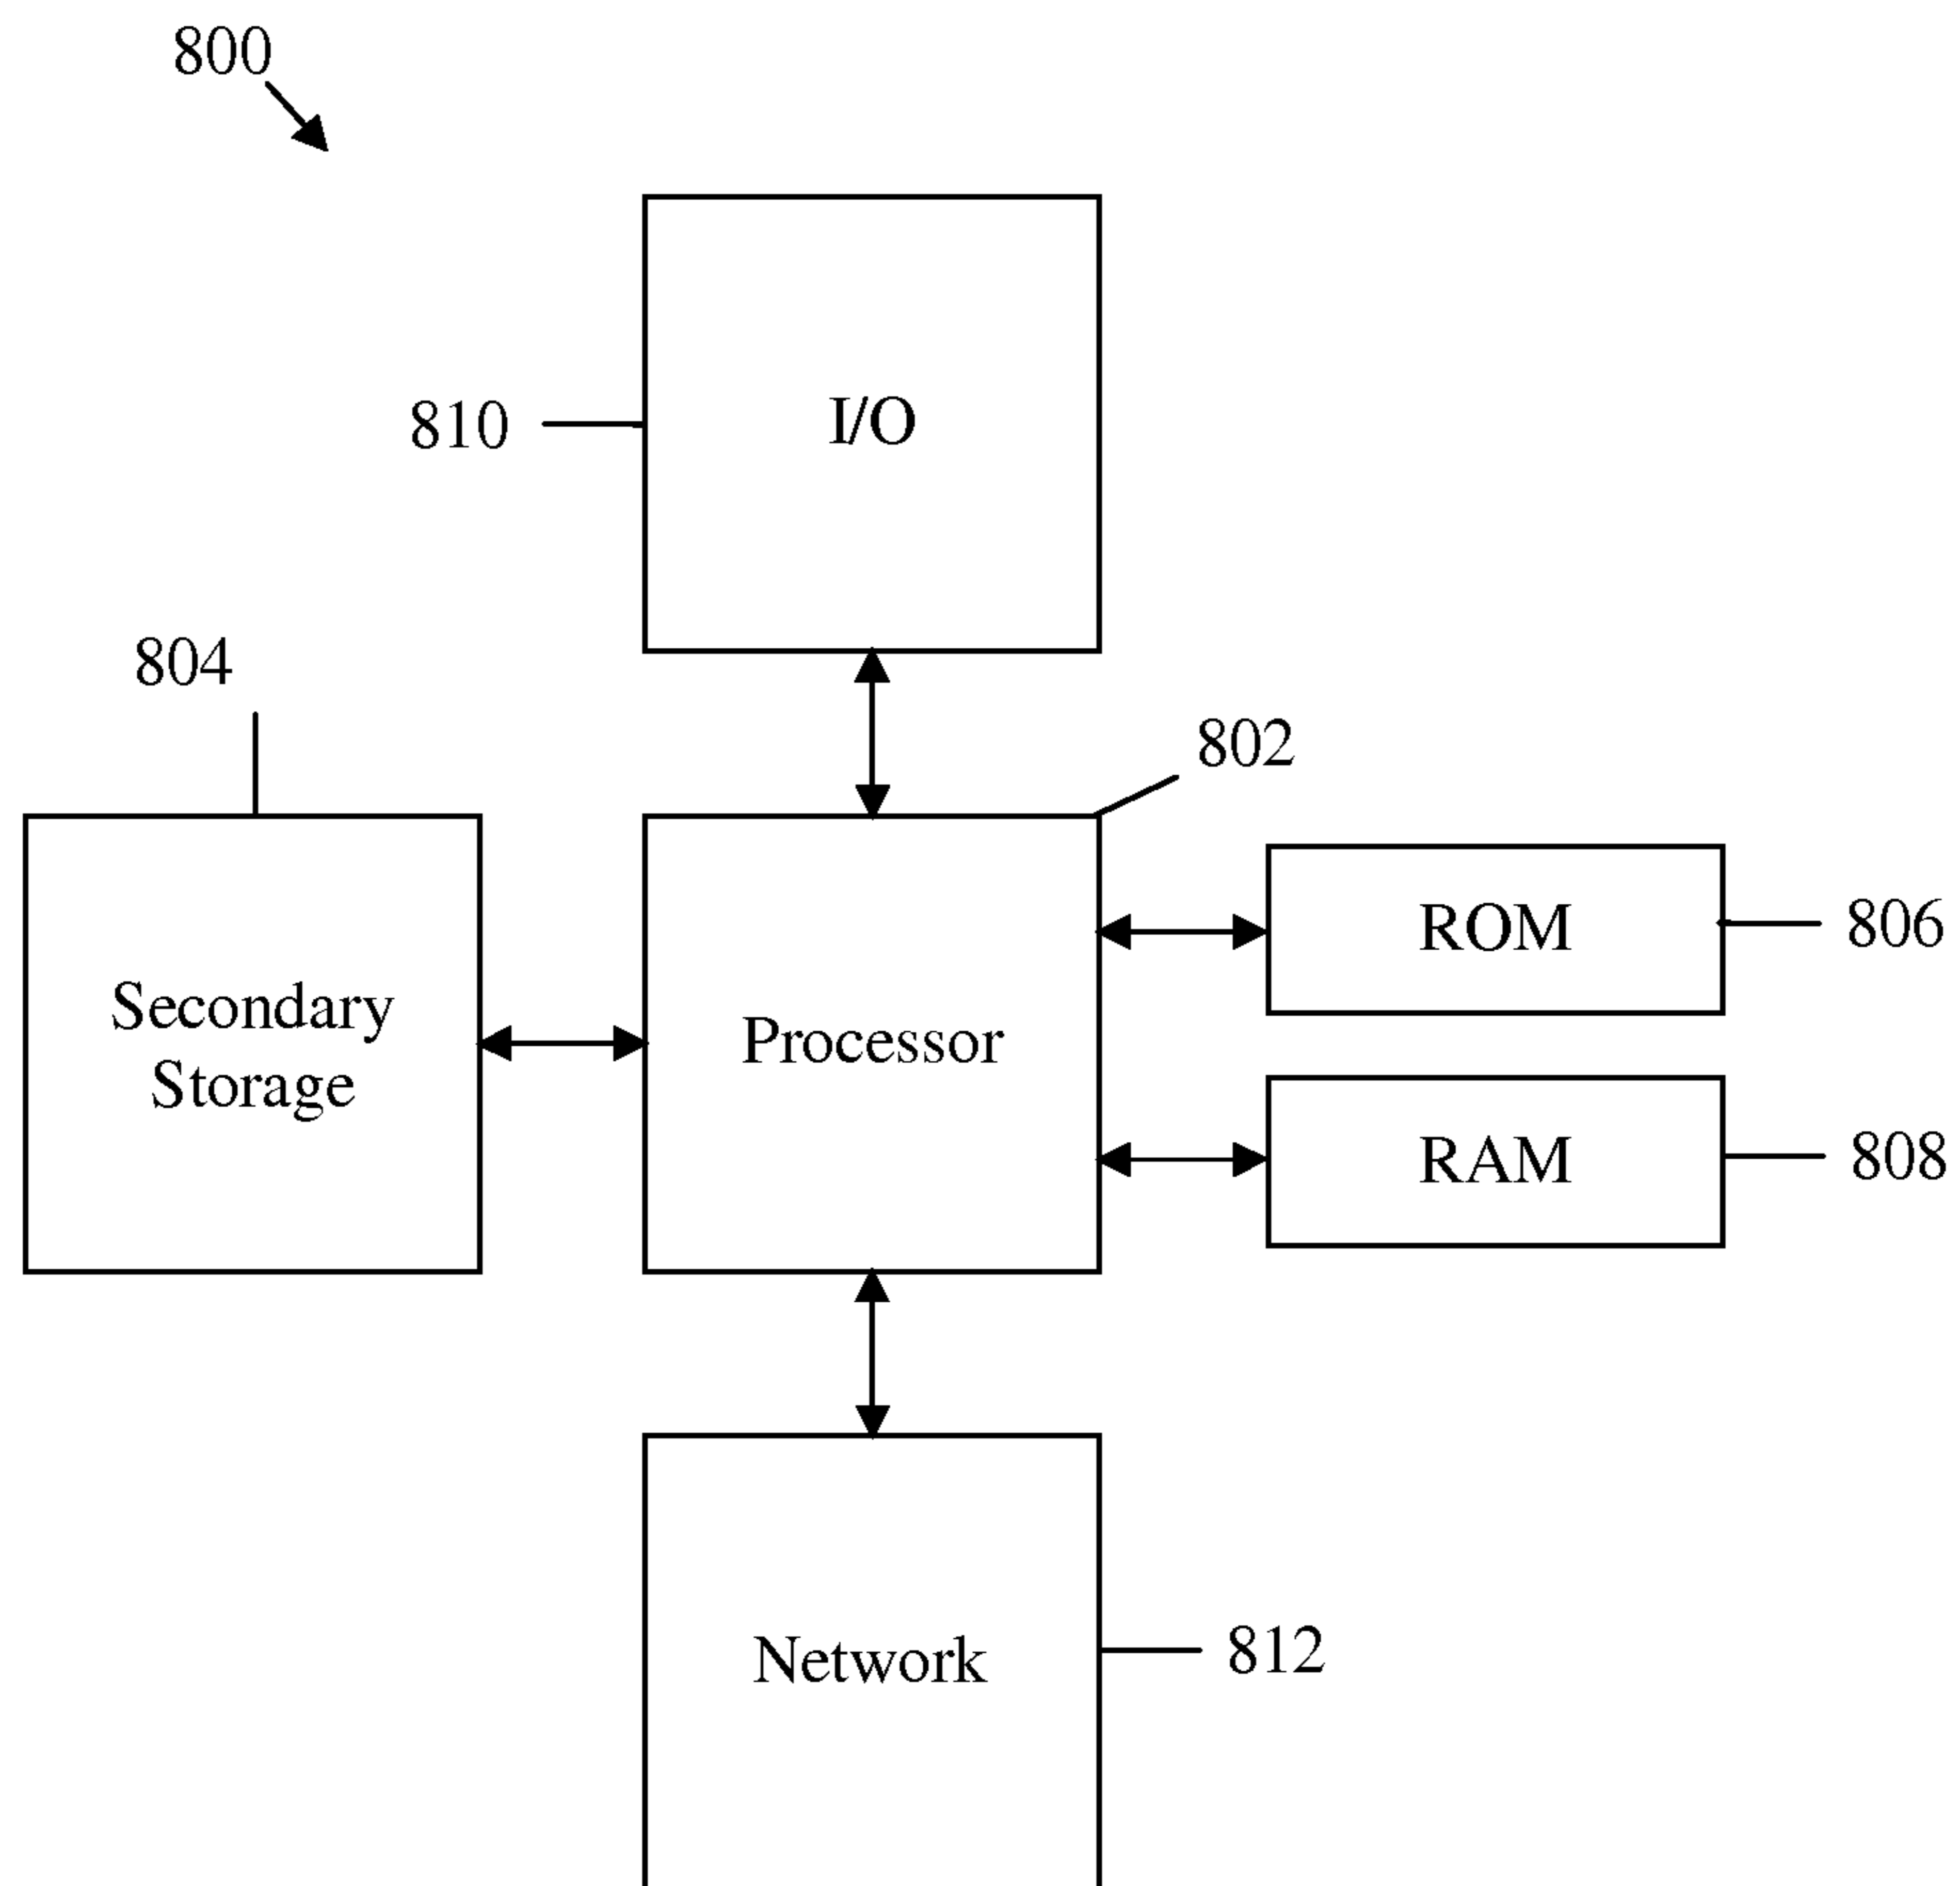 800
810
I/O
804
802
ROM
806
Secondary
Storage
Processor
RAM
808
Network
812